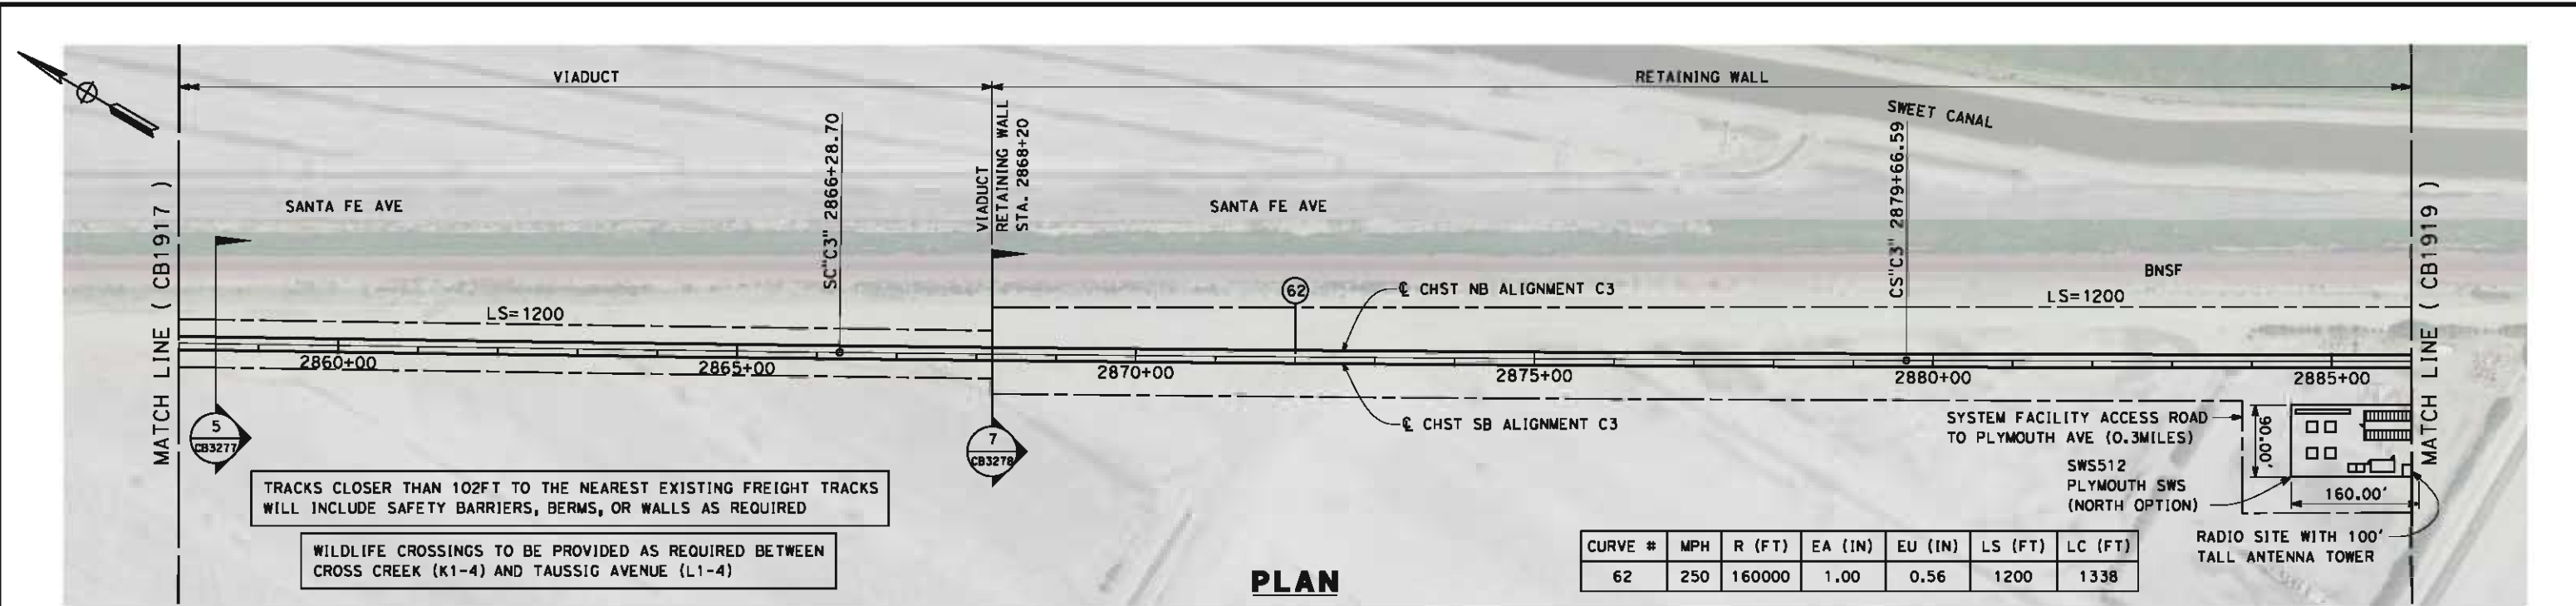 VIADUCT
RETAINING WALL
MATCH LINE ( CB1917 )
SANTA FE AVE
SC"C3" 2866+28.70
VIADUCT
RETAINING WALL
STA. 2868+20
SANTA FE AVE
SWEET CANAL
CS"C3" 2879+66.59
BNSF
MATCH LINE ( CB1919 )
LS=1200
62
℄ CHST NB ALIGNMENT C3
LS=1200
2860+00
2865+00
2870+00
2875+00
2880+00
2885+00
5
CB3277
7
CB3278
℄ CHST SB ALIGNMENT C3
SYSTEM FACILITY ACCESS ROAD
TO PLYMOUTH AVE (0.3MILES)
90.00'
SWS512
PLYMOUTH SWS
(NORTH OPTION)
160.00'
RADIO SITE WITH 100'
TALL ANTENNA TOWER
TRACKS CLOSER THAN 102FT TO THE NEAREST EXISTING FREIGHT TRACKS
WILL INCLUDE SAFETY BARRIERS, BERMS, OR WALLS AS REQUIRED
WILDLIFE CROSSINGS TO BE PROVIDED AS REQUIRED BETWEEN
CROSS CREEK (K1-4) AND TAUSSIG AVENUE (L1-4)
PLAN
CURVE # MPH R (FT) EA (IN) EU (IN) LS (FT) LC (FT)
62 250 160000 1.00 0.56 1200 1338